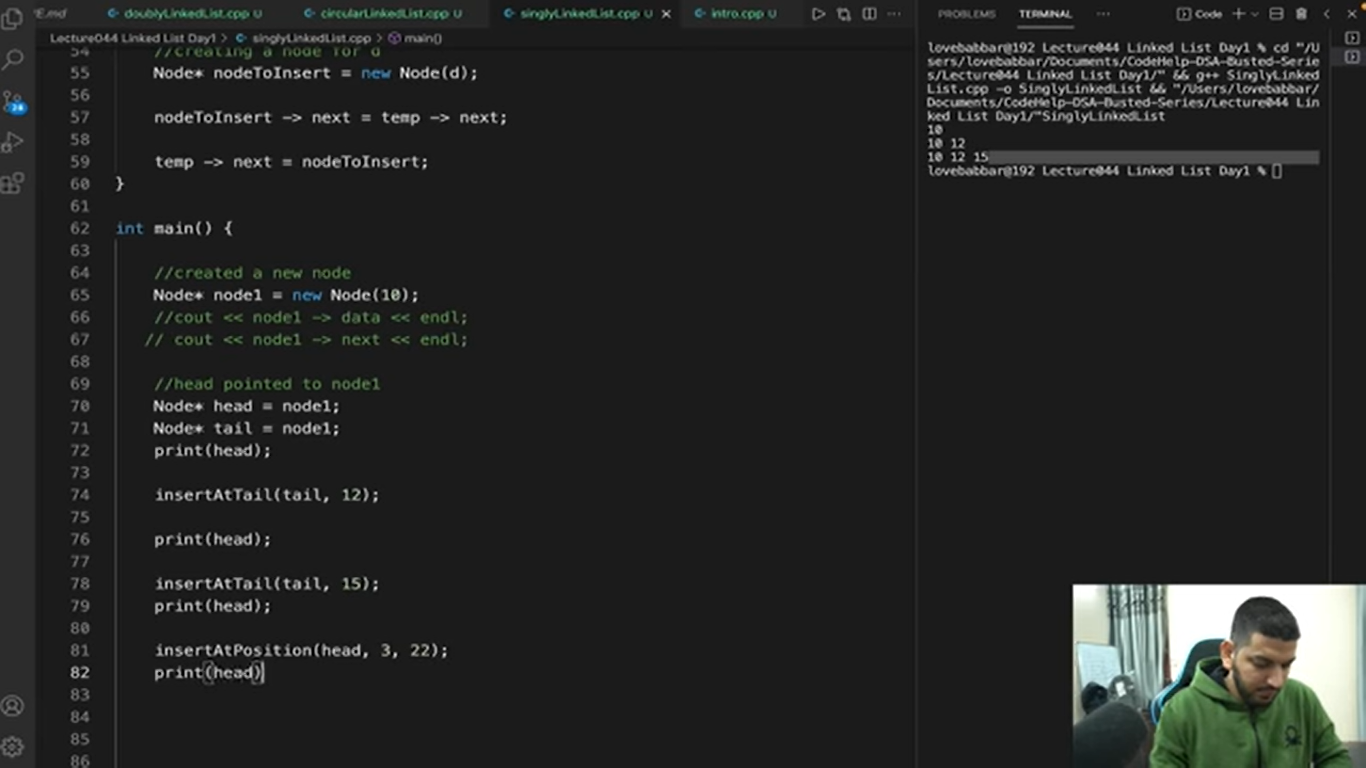 E.md doublyLinkedList.cpp U circularLinkedList.cpp U singlyLinkedList.cpp U intro.cpp U
Lecture044 Linked List Day1 > singlyLinkedList.cpp > main()
54 //creating a node for d
55 Node* nodeToInsert = new Node(d);
56
57 nodeToInsert -> next = temp -> next;
58
59 temp -> next = nodeToInsert;
60 }
61
62 int main() {
63
64 //created a new node
65 Node* node1 = new Node(10);
66 //cout << node1 -> data << endl;
67 // cout << node1 -> next << endl;
68
69 //head pointed to node1
70 Node* head = node1;
71 Node* tail = node1;
72 print(head);
73
74 insertAtTail(tail, 12);
75
76 print(head);
77
78 insertAtTail(tail, 15);
79 print(head);
80
81 insertAtPosition(head, 3, 22);
82 print(head)
83
84
85
86
PROBLEMS TERMINAL ··· Code
lovebabbar@192 Lecture044 Linked List Day1 % cd "/U
sers/lovebabbar/Documents/CodeHelp-DSA-Busted-Serie
s/Lecture044 Linked List Day1/" && g++ SinglyLinked
List.cpp -o SinglyLinkedList && "/Users/lovebabbar/
Documents/CodeHelp-DSA-Busted-Series/Lecture044 Lin
ked List Day1/"SinglyLinkedList
10
10 12
10 12 15
lovebabbar@192 Lecture044 Linked List Day1 %